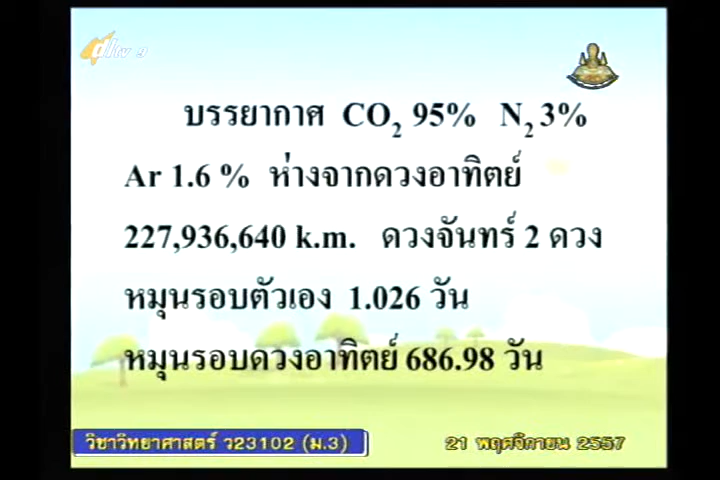 dltv 9
บรรยากาศ CO2 95% N2 3%
Ar 1.6 % ห่างจากดวงอาทิตย์
227,936,640 k.m. ดวงจันทร์ 2 ดวง
หมุนรอบตัวเอง 1.026 วัน
หมุนรอบดวงอาทิตย์ 686.98 วัน
วิชาวิทยาศาสตร์ ว23102 (ม.3) 21 พฤศจิกายน 2557